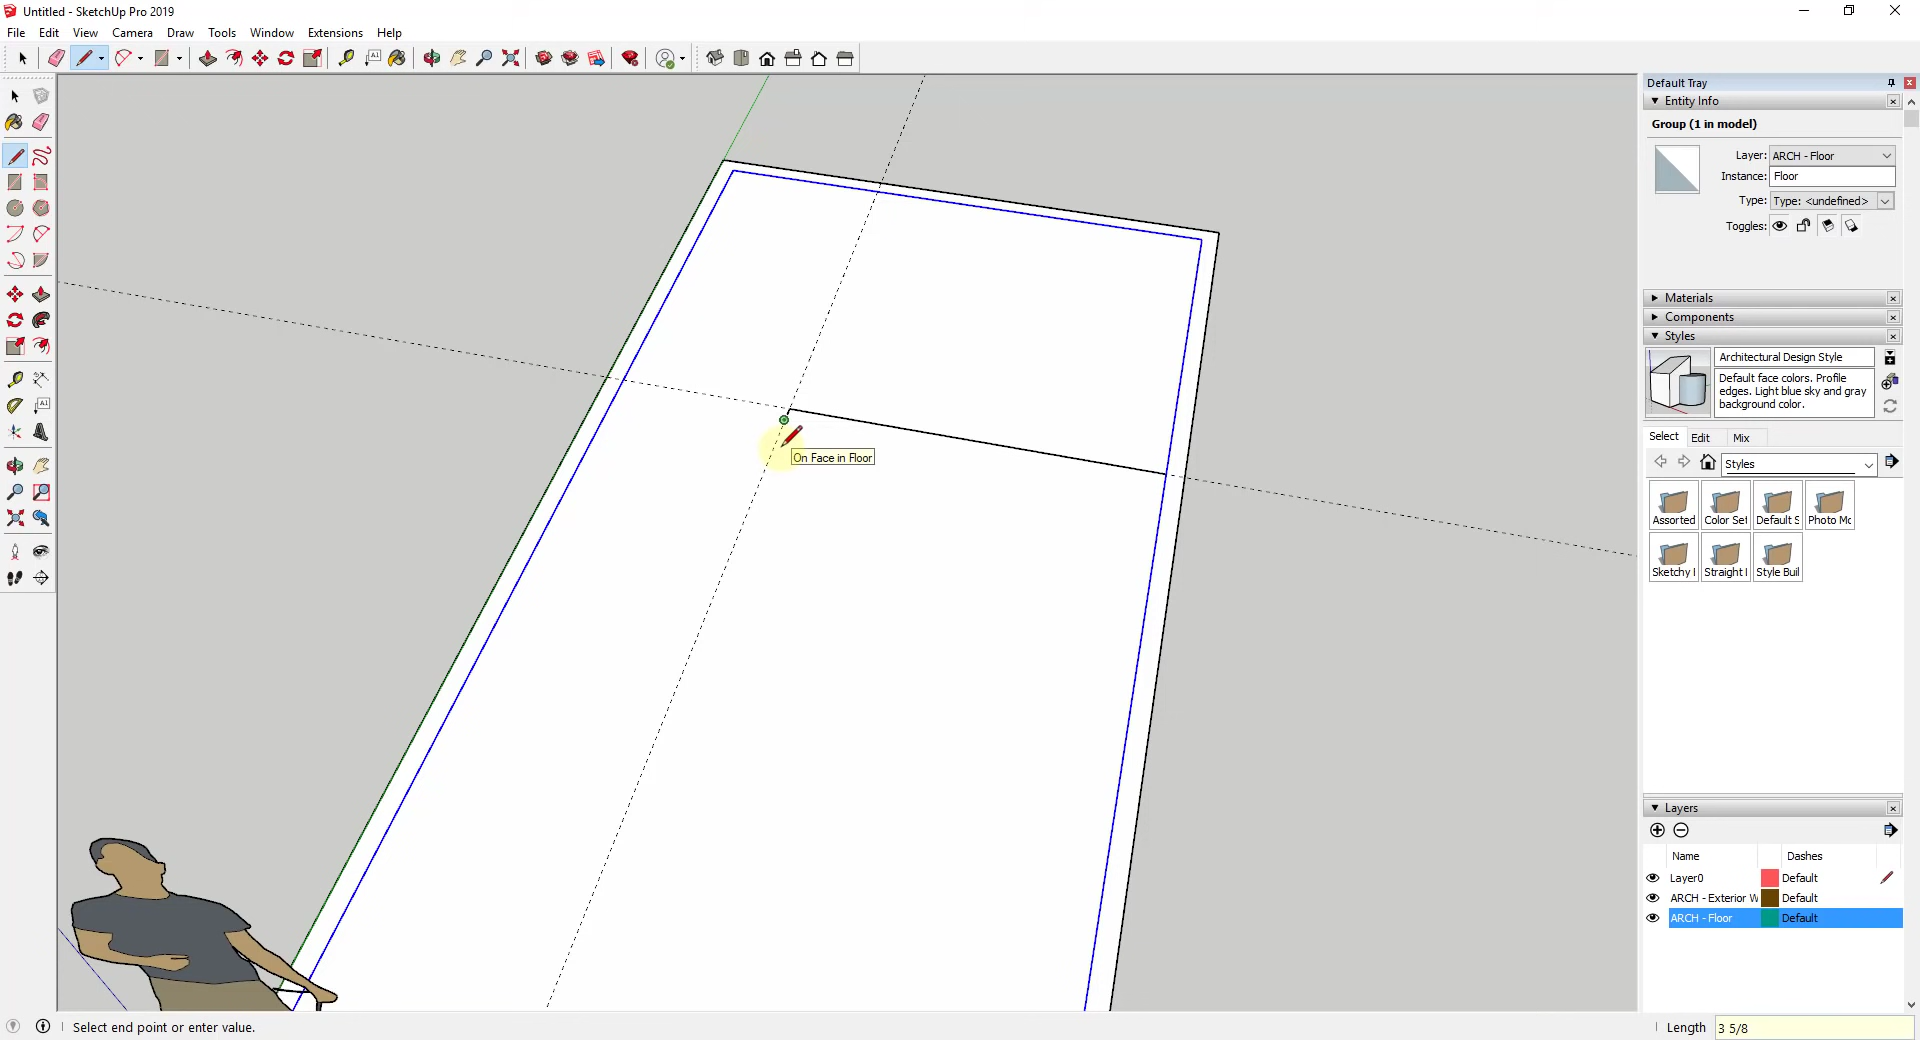 Untitled - SketchUp Pro 2019
File Edit View Camera Draw Tools Window Extensions Help
Default Tray
Entity Info
Group (1 in model)
Layer: ARCH - Floor
Instance: Floor
Type: Type: <undefined>
Toggles:
Materials
Components
Styles
Architectural Design Style
Default face colors. Profile
edges. Light blue sky and gray
background color.
Select Edit Mix
Styles
Assorted Color Set Default S Photo Mo
Sketchy I Straight I Style Buil
On Face in Floor
Layers
Name Dashes
Layer0 Default
ARCH - Exterior W Default
ARCH - Floor Default
Select end point or enter value.
Length 3 5/8